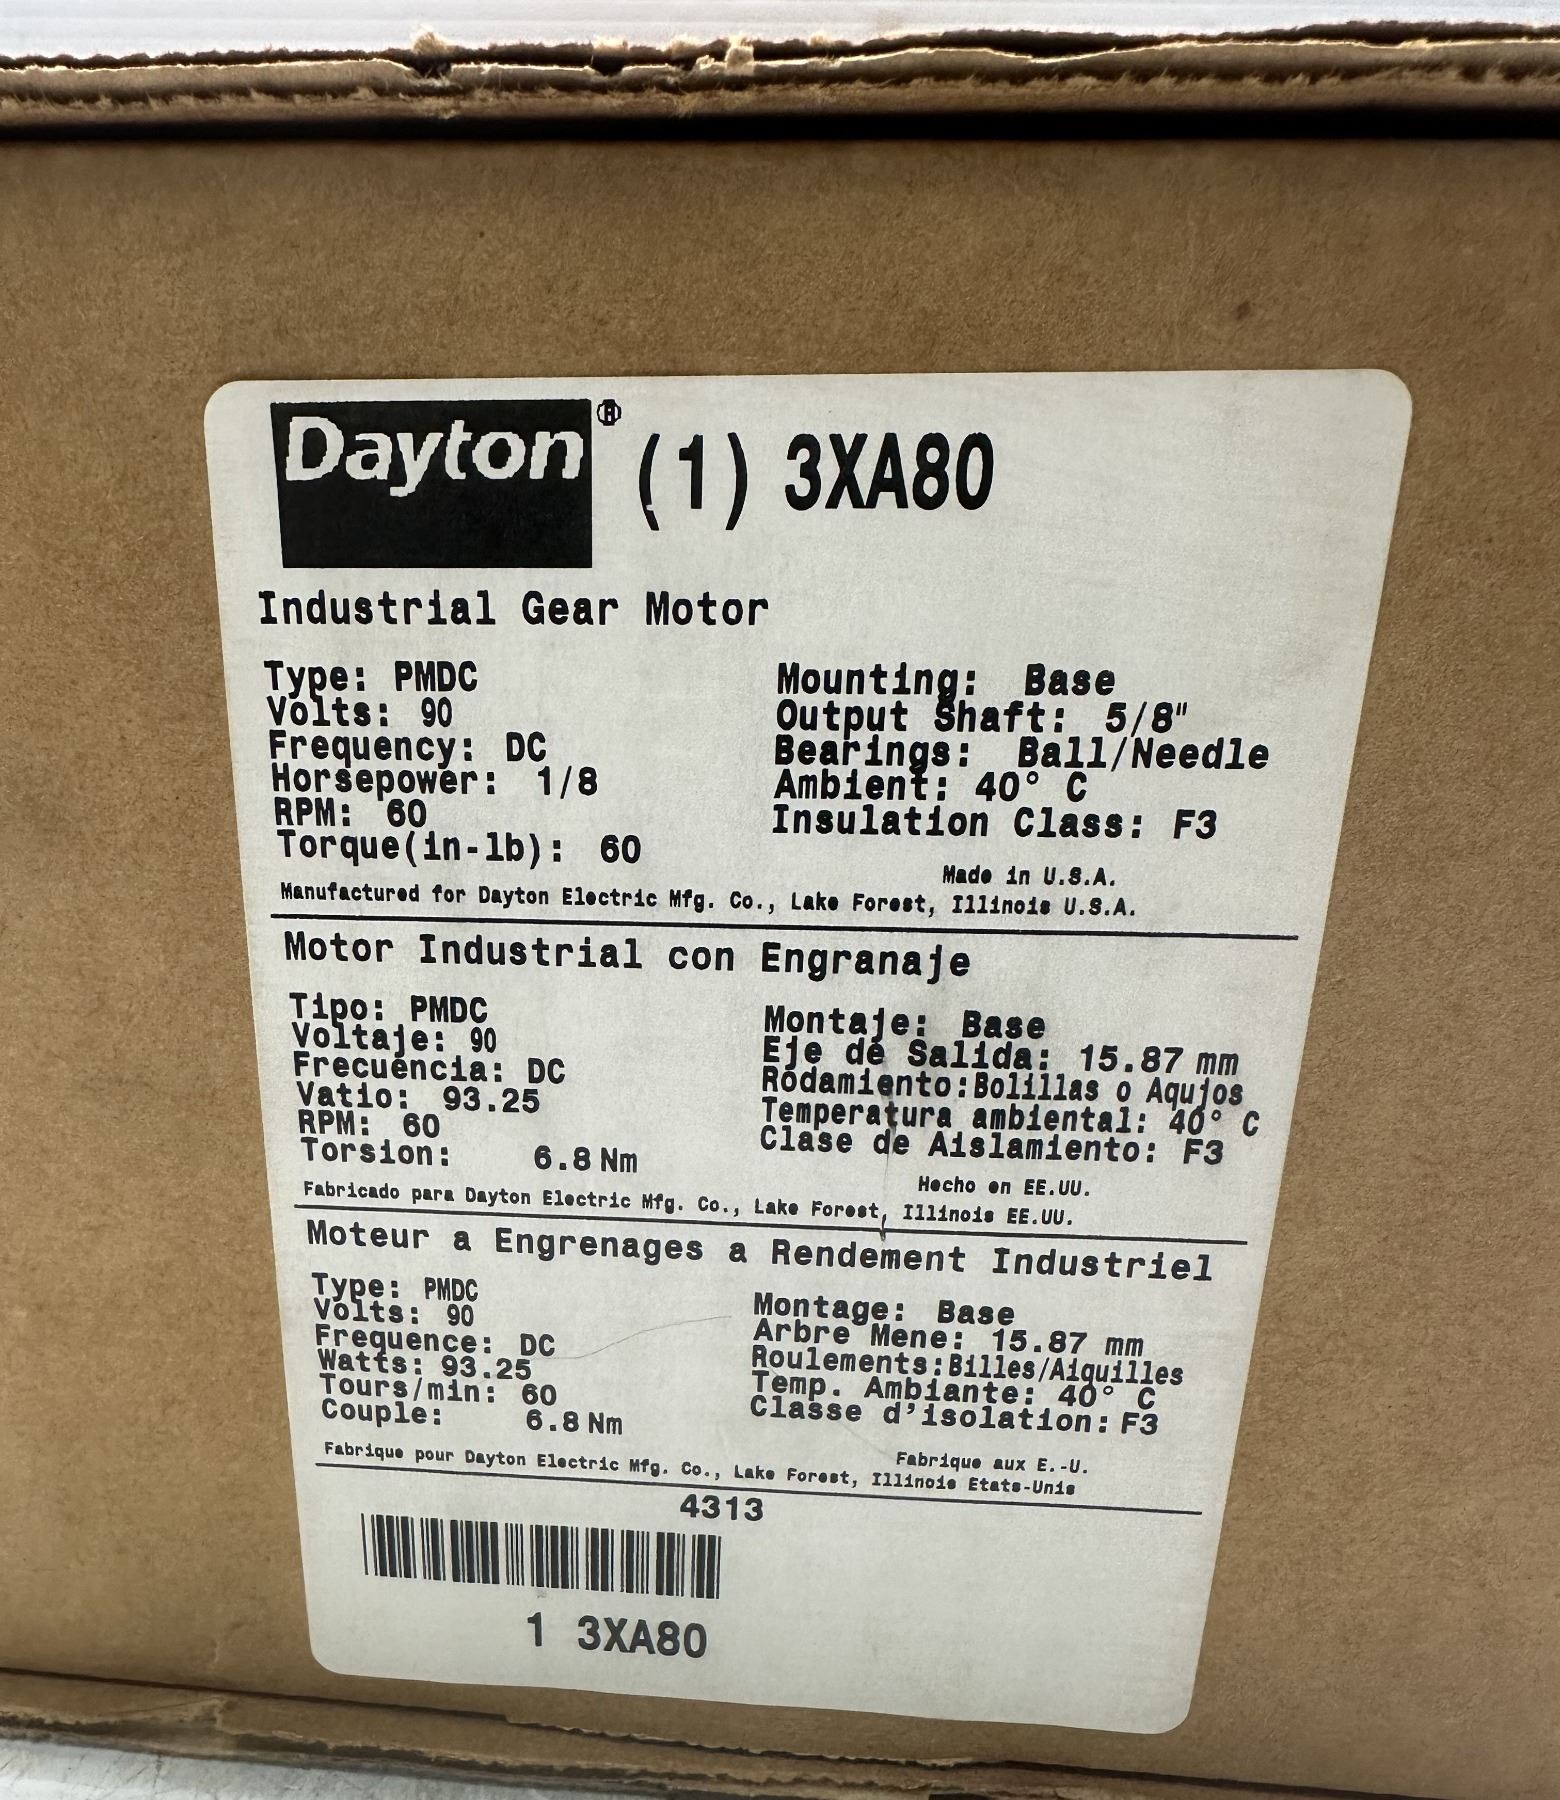 Dayton® (1) 3XA80
Industrial Gear Motor
Type: PMDC
Volts: 90
Frequency: DC
Horsepower: 1/8
RPM: 60
Torque(in-lb): 60
Mounting: Base
Output Shaft: 5/8"
Bearings: Ball/Needle
Ambient: 40° C
Insulation Class: F3
Made in U.S.A.
Manufactured for Dayton Electric Mfg. Co., Lake Forest, Illinois U.S.A.
Motor Industrial con Engranaje
Tipo: PMDC
Voltaje: 90
Frecuencia: DC
Vatio: 93.25
RPM: 60
Torsion: 6.8 Nm
Montaje: Base
Eje de Salida: 15.87 mm
Rodamiento:Bolillas o Aqujos
Temperatura ambiental: 40° C
Clase de Aislamiento: F3
Hecho en EE.UU.
Fabricado para Dayton Electric Mfg. Co., Lake Forest, Illinois EE.UU.
Moteur a Engrenages a Rendement Industriel
Type: PMDC
Volts: 90
Frequence: DC
Watts: 93.25
Tours/min: 60
Couple: 6.8 Nm
Montage: Base
Arbre Mene: 15.87 mm
Roulements:Billes/Aiquilles
Temp. Ambiante: 40° C
Classe d'isolation: F3
Fabrique aux E.-U.
Fabrique pour Dayton Electric Mfg. Co., Lake Forest, Illinois Etats-Unis
4313
1 3XA80